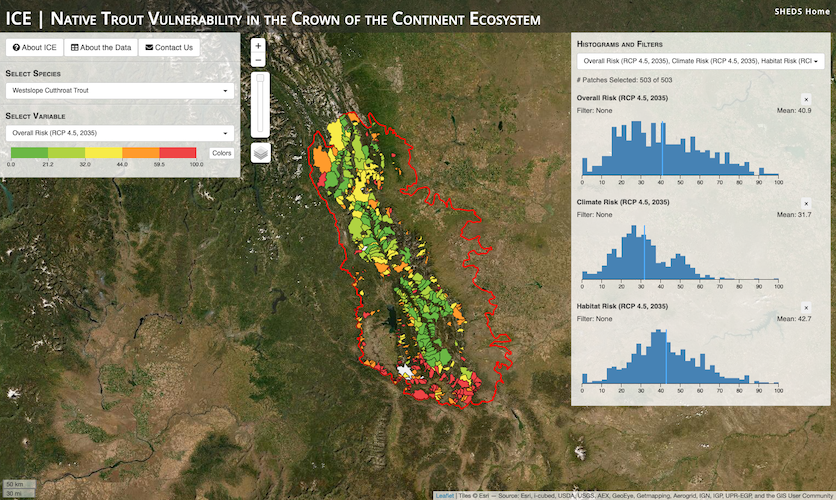 ICE | Native Trout Vulnerability in the Crown of the Continent Ecosystem
SHEDS Home
About ICE
About the Data
Contact Us
Select Species
Westslope Cutthroat Trout
Select Variable
Overall Risk (RCP 4.5, 2035)
0.0 21.2 32.0 44.0 59.5 100.0
Colors
+
−
Histograms and Filters
Overall Risk (RCP 4.5, 2035), Climate Risk (RCP 4.5, 2035), Habitat Risk (RCI
# Patches Selected: 503 of 503
Overall Risk (RCP 4.5, 2035)
x
Filter: None
Mean: 40.9
0 10 20 30 40 50 60 70 80 90 100
Climate Risk (RCP 4.5, 2035)
x
Filter: None
Mean: 31.7
0 10 20 30 40 50 60 70 80 90 100
Habitat Risk (RCP 4.5, 2035)
x
Filter: None
Mean: 42.7
0 10 20 30 40 50 60 70 80 90 100
50 km
30 mi
Leaflet | Tiles © Esri — Source: Esri, i-cubed, USDA, USGS, AEX, GeoEye, Getmapping, Aerogrid, IGN, IGP, UPR-EGP, and the GIS User Community